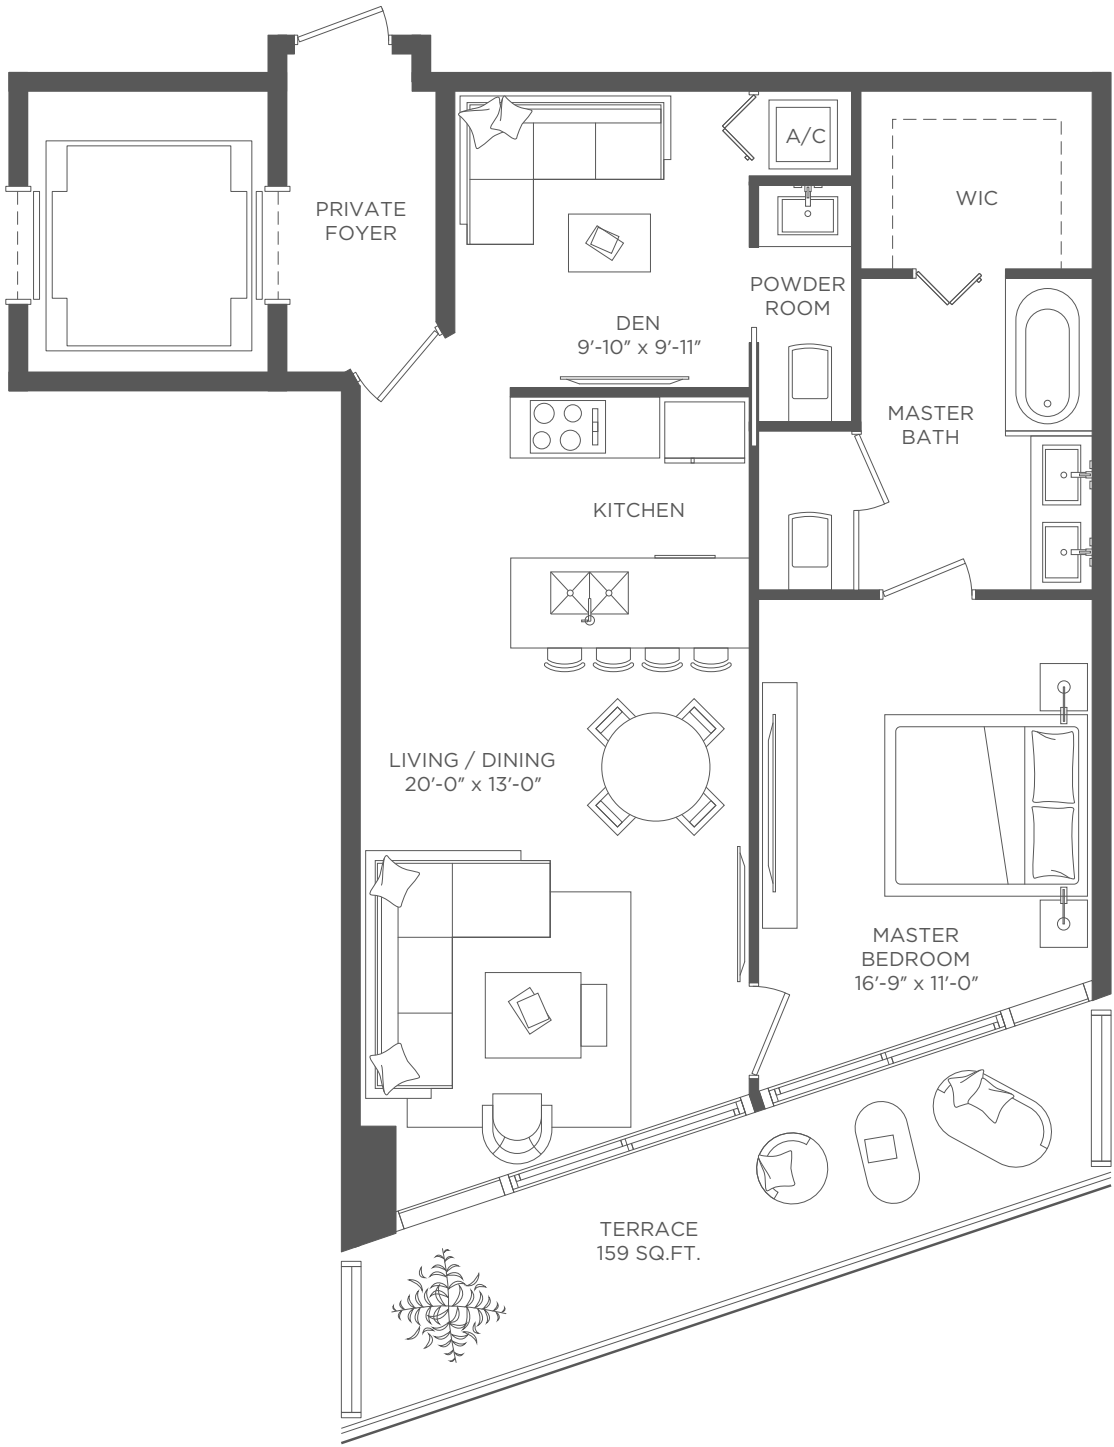 A/C
WIC
PRIVATE
FOYER
POWDER
ROOM
DEN
9'-10" x 9'-11"
MASTER
BATH
KITCHEN
LIVING / DINING
20'-0" x 13'-0"
MASTER
BEDROOM
16'-9" x 11'-0"
TERRACE
159 SQ.FT.